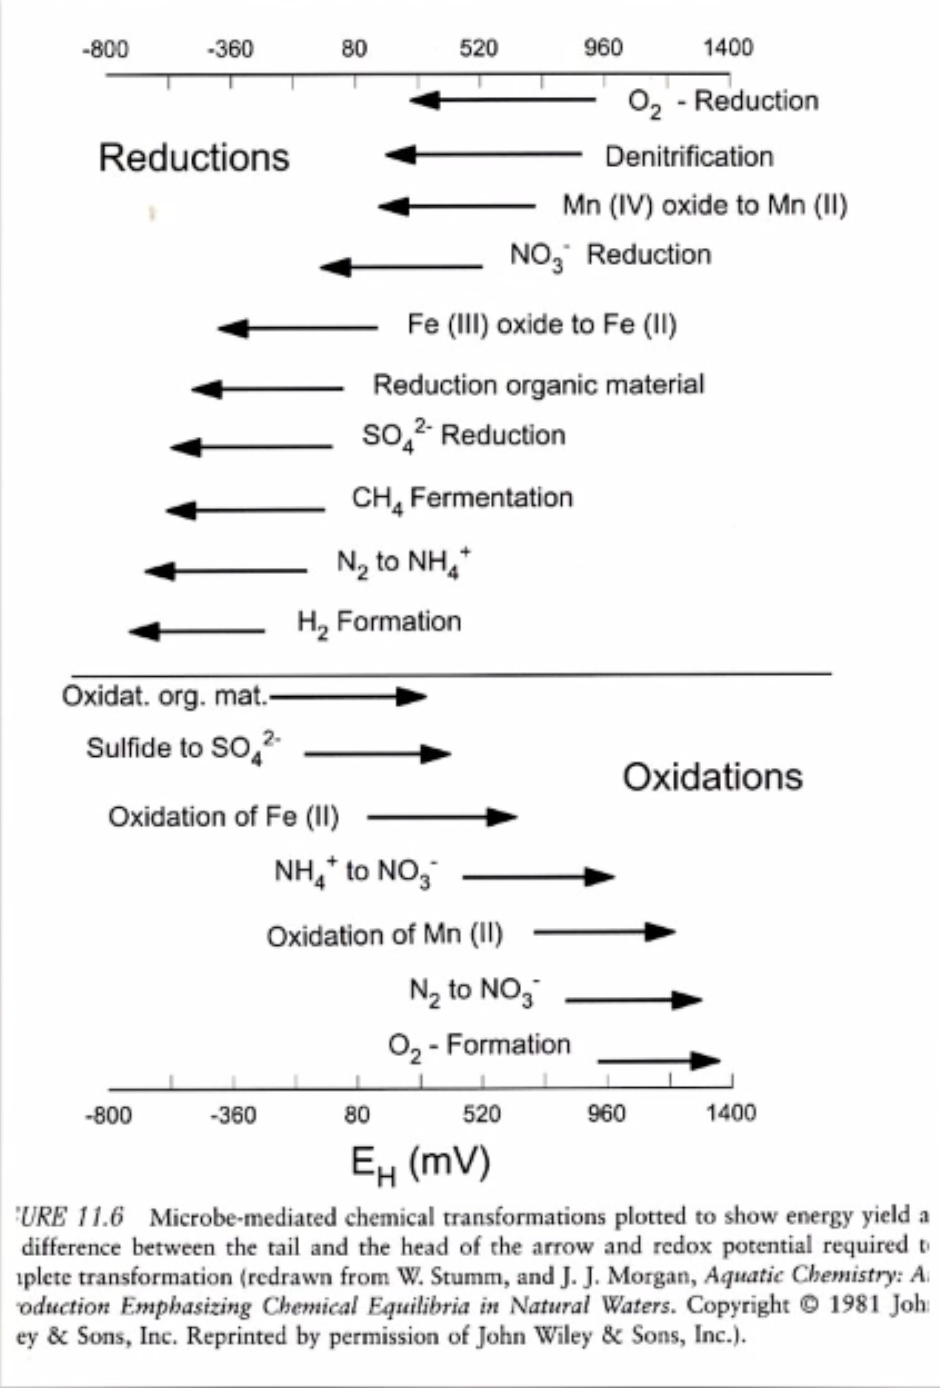 -800 -360 80 520 960 1400
O₂ - Reduction
Reductions
Denitrification
Mn (IV) oxide to Mn (II)
NO₃⁻ Reduction
Fe (III) oxide to Fe (II)
Reduction organic material
SO₄²⁻ Reduction
CH₄ Fermentation
N₂ to NH₄⁺
H₂ Formation
Oxidat. org. mat.
Sulfide to SO₄²⁻
Oxidations
Oxidation of Fe (II)
NH₄⁺ to NO₃⁻
Oxidation of Mn (II)
N₂ to NO₃⁻
O₂ - Formation
-800 -360 80 520 960 1400
E_H (mV)
URE 11.6 Microbe-mediated chemical transformations plotted to show energy yield a
difference between the tail and the head of the arrow and redox potential required t
plete transformation (redrawn from W. Stumm, and J. J. Morgan, Aquatic Chemistry: A
oduction Emphasizing Chemical Equilibria in Natural Waters. Copyright © 1981 Joh
ey & Sons, Inc. Reprinted by permission of John Wiley & Sons, Inc.).